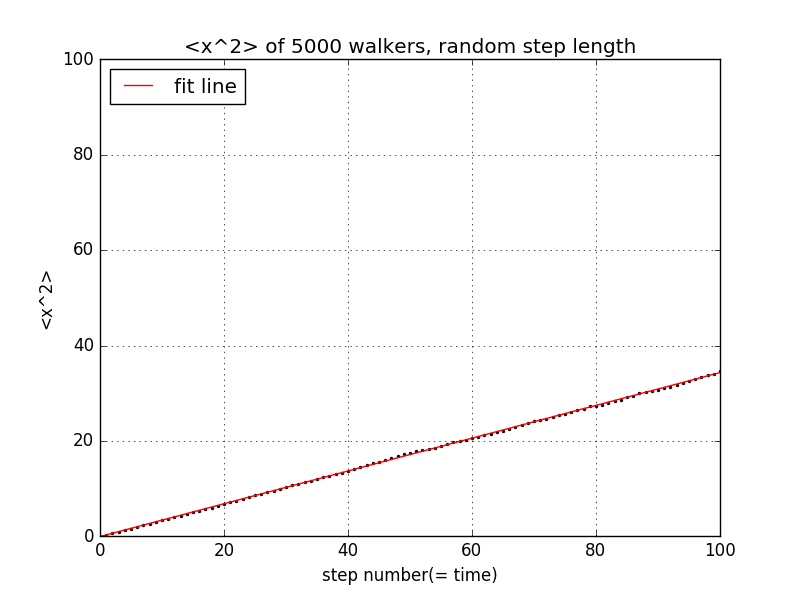 <x^2> of 5000 walkers, random step length
fit line
100
80
60
40
20
0
<x^2>
0 20 40 60 80 100
step number(= time)